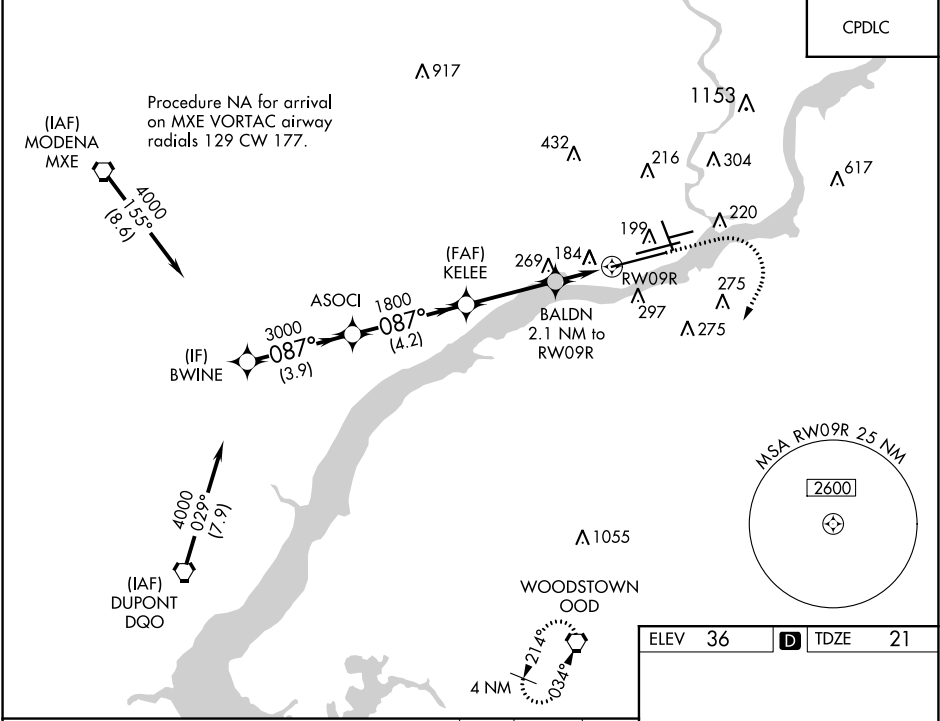 CPDLC
917
1153
Procedure NA for arrival
on MXE VORTAC airway
radials 129 CW 177.
(IAF)
MODENA
MXE
432
216
304
617
4000
155°
(8.6)
199
220
(FAF)
KELEE
269
184
RW09R
ASOCI
1800
087°
(4.2)
3000
087°
(3.9)
BALDN
2.1 NM to
RW09R
297
275
275
(IF)
BWINE
MSA RW09R 25 NM
2600
4000
029°
(7.9)
1055
(IAF)
DUPONT
DQO
WOODSTOWN
OOD
214°
034°
4 NM
ELEV 36 D TDZE 21